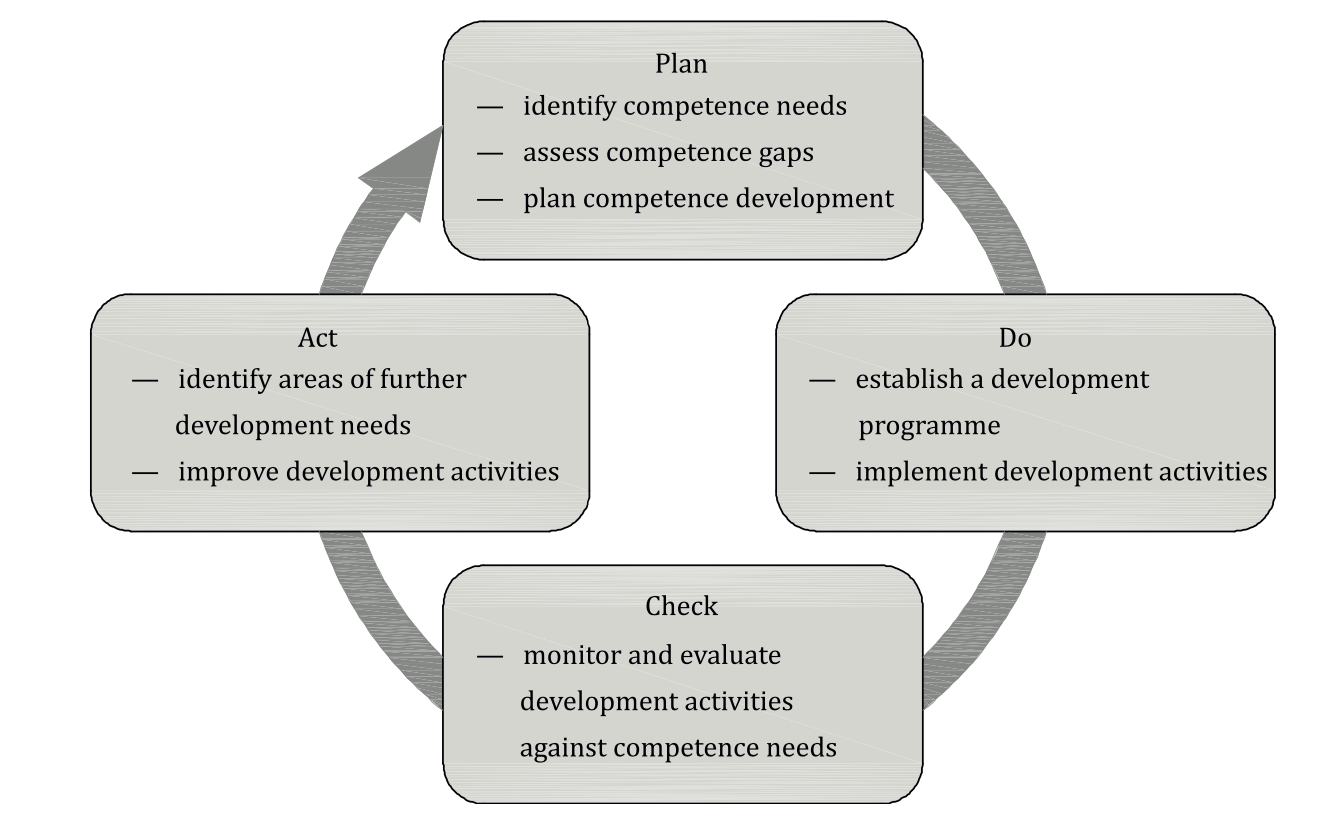 Plan
— identify competence needs
— assess competence gaps
— plan competence development
Act
— identify areas of further
development needs
— improve development activities
Do
— establish a development
programme
— implement development activities
Check
— monitor and evaluate
development activities
against competence needs